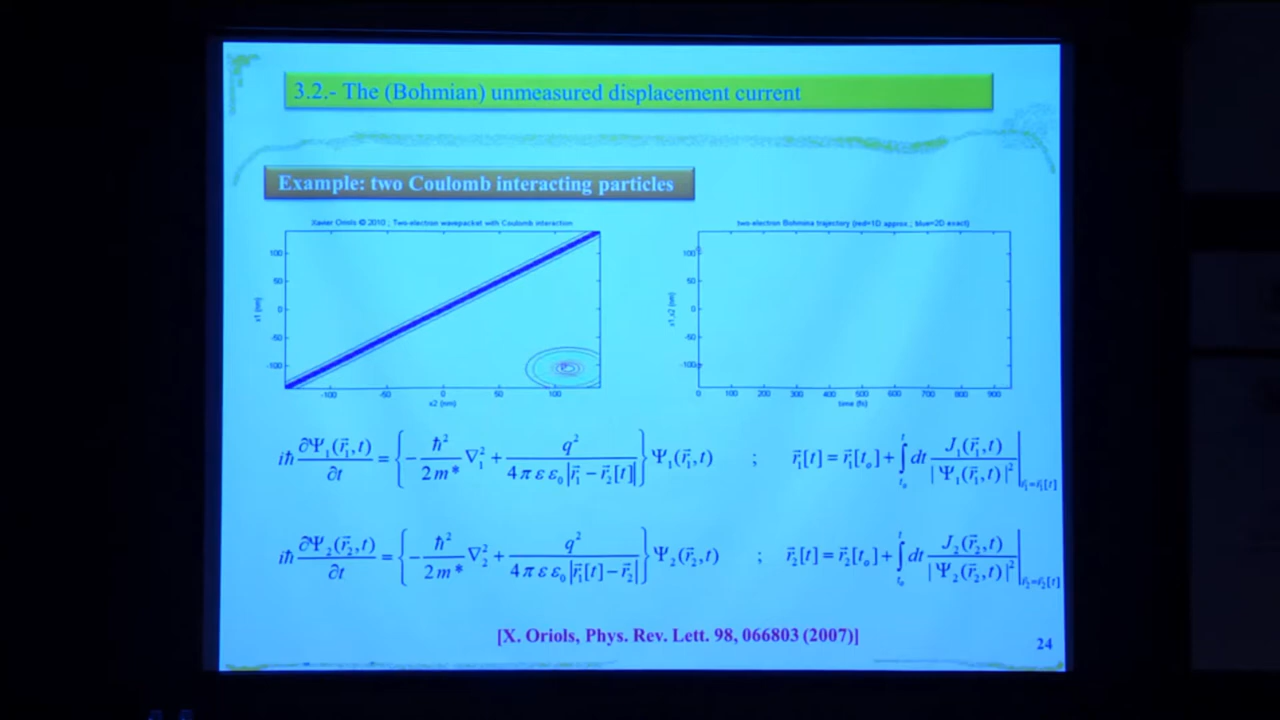 3.2.- The (Bohmian) unmeasured displacement current
Example: two Coulomb interacting particles
Xavier Oriols © 2010 ; Two-electron wavepacket with Coulomb interaction
two-electron Bohmina trajectory (red=1D approx ; blue=2D exact)
x1 (nm)
100
50
0
-50
-100
-100 -50 0 50 100
x2 (nm)
x1,x2 (nm)
100
50
0
-50
-100
0 100 200 300 400 500 600 700 800 900
time (fs)
iħ ∂Ψ₁(r⃗₁,t)/∂t = { -ħ²/2m* ∇₁² + q²/4πεε₀|r⃗₁ − r⃗₂[t]| } Ψ₁(r⃗₁,t) ; r⃗₁[t] = r⃗₁[tₒ] + ∫ₜₒᵗ dt J₁(r⃗₁,t)/|Ψ₁(r⃗₁,t)|² |r⃗₁=r⃗₁[t]
iħ ∂Ψ₂(r⃗₂,t)/∂t = { -ħ²/2m* ∇₂² + q²/4πεε₀|r⃗₁[t] − r⃗₂| } Ψ₂(r⃗₂,t) ; r⃗₂[t] = r⃗₂[tₒ] + ∫ₜₒᵗ dt J₂(r⃗₂,t)/|Ψ₂(r⃗₂,t)|² |r⃗₂=r⃗₂[t]
[X. Oriols, Phys. Rev. Lett. 98, 066803 (2007)]
24